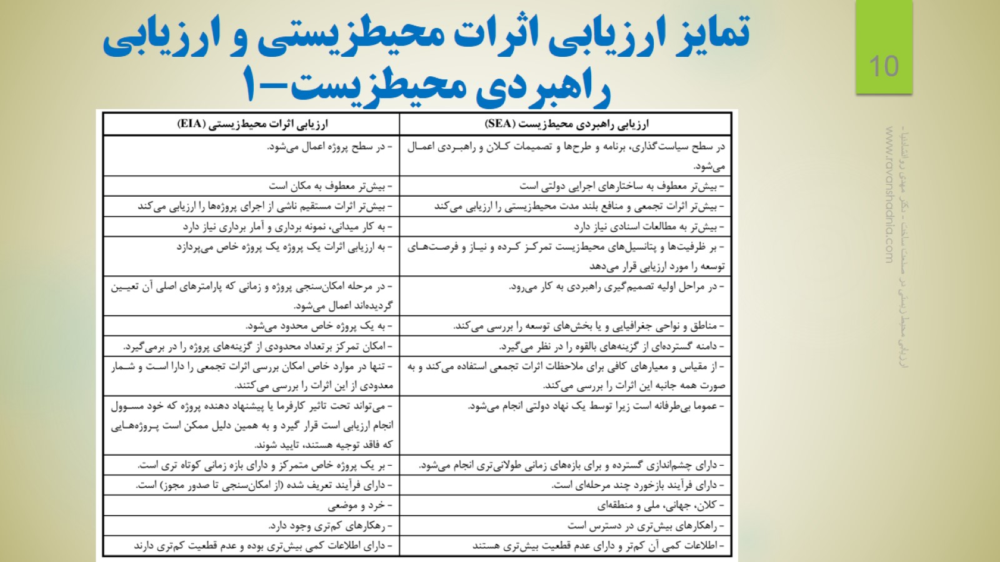 تمایز ارزیابی اثرات محیطزیستی و ارزیابی
راهبردی محیطزیست-۱
10
ارزیابی محیط زیستی در صنعت ساخت - دکتر مهدی روانشادنیا -
www.ravanshadnia.com
ارزیابی راهبردی محیط‌زیست (SEA)
ارزیابی اثرات محیط‌زیستی (EIA)
در سطح سیاست‌گذاری، برنامه و طرح‌ها و تصمیمات کـلان و راهبـردی اعمـال
می‌شود.
- در سطح پروژه اعمال می‌شود.
- بیش‌تر معطوف به ساختارهای اجرایی دولتی است
- بیش‌تر معطوف به مکان است
- بیش‌تر اثرات تجمعی و منافع بلند مدت محیط‌زیستی را ارزیابی می‌کند
- بیش‌تر اثرات مستقیم ناشی از اجرای پروژه‌ها را ارزیابی می‌کند
- بیش‌تر به مطالعات اسنادی نیاز دارد
- به کار میدانی، نمونه برداری و آمار برداری نیاز دارد
- بر ظرفیت‌ها و پتانسیل‌های محیط‌زیست تمرکـز کـرده و نیـاز و فرصـت‌هـای
توسعه را مورد ارزیابی قرار می‌دهد
- به ارزیابی اثرات یک پروژه یک پروژه خاص می‌پردازد
- در مراحل اولیه تصمیم‌گیری راهبردی به کار می‌رود.
- در مرحله امکان‌سنجی پروژه و زمانی که پارامترهای اصلی آن تعیـین
گردیده‌اند اعمال می‌شود.
- مناطق و نواحی جغرافیایی و یا بخش‌های توسعه را بررسی می‌کند.
- به یک پروژه خاص محدود می‌شود.
- دامنه گسترده‌ای از گزینه‌های بالقوه را در نظر می‌گیرد.
- امکان تمرکز برتعداد محدودی از گزینه‌های پروژه را در برمی‌گیرد.
- از مقیاس و معیارهای کافی برای ملاحظات اثرات تجمعی استفاده می‌کند و به
صورت همه جانبه این اثرات را بررسی می‌کند.
- تنها در موارد خاص امکان بررسی اثرات تجمعی را دارا اسـت و شـمار
معدودی از این اثرات را بررسی می‌کتند.
- عموما بی‌طرفانه است زیرا توسط یک نهاد دولتی انجام می‌شود.
- می‌تواند تحت تاثیر کارفرما یا پیشنهاد دهنده پروژه که خود مسـوول
انجام ارزیابی است قرار گیرد و به همین دلیل ممکن است پـروژه‌هـایی
که فاقد توجیه هستند، تایید شوند.
- دارای چشم‌اندازی گسترده و برای بازه‌های زمانی طولانی‌تری انجام می‌شود.
- بر یک پروژه خاص متمرکز و دارای بازه زمانی کوتاه تری است.
- دارای فرآیند بازخورد چند مرحله‌ای است.
- دارای فرآیند تعریف شده (از امکان‌سنجی تا صدور مجوز) است.
- کلان، جهانی، ملی و منطقه‌ای
- خرد و موضعی
- راهکارهای بیش‌تری در دسترس است
- رهکارهای کم‌تری وجود دارد.
- اطلاعات کمی آن کم‌تر و دارای عدم قطعیت بیش‌تری هستند
- دارای اطلاعات کمی بیش‌تری بوده و عدم قطعیت کم‌تری دارند